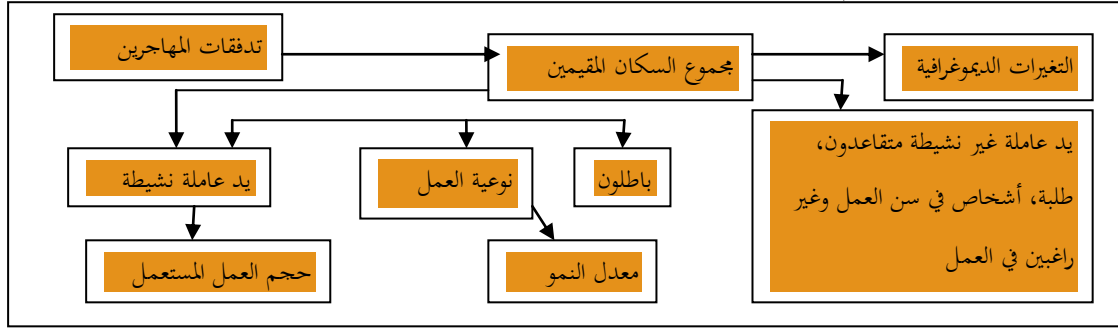 تدفقات المهاجرين
مجموع السكان المقيمين
التغيرات الديموغرافية
يد عاملة غير نشيطة متقاعدون،
طلبة، أشخاص في سن العمل وغير
راغبين في العمل
باطلون
نوعية العمل
يد عاملة نشيطة
معدل النمو
حجم العمل المستعمل